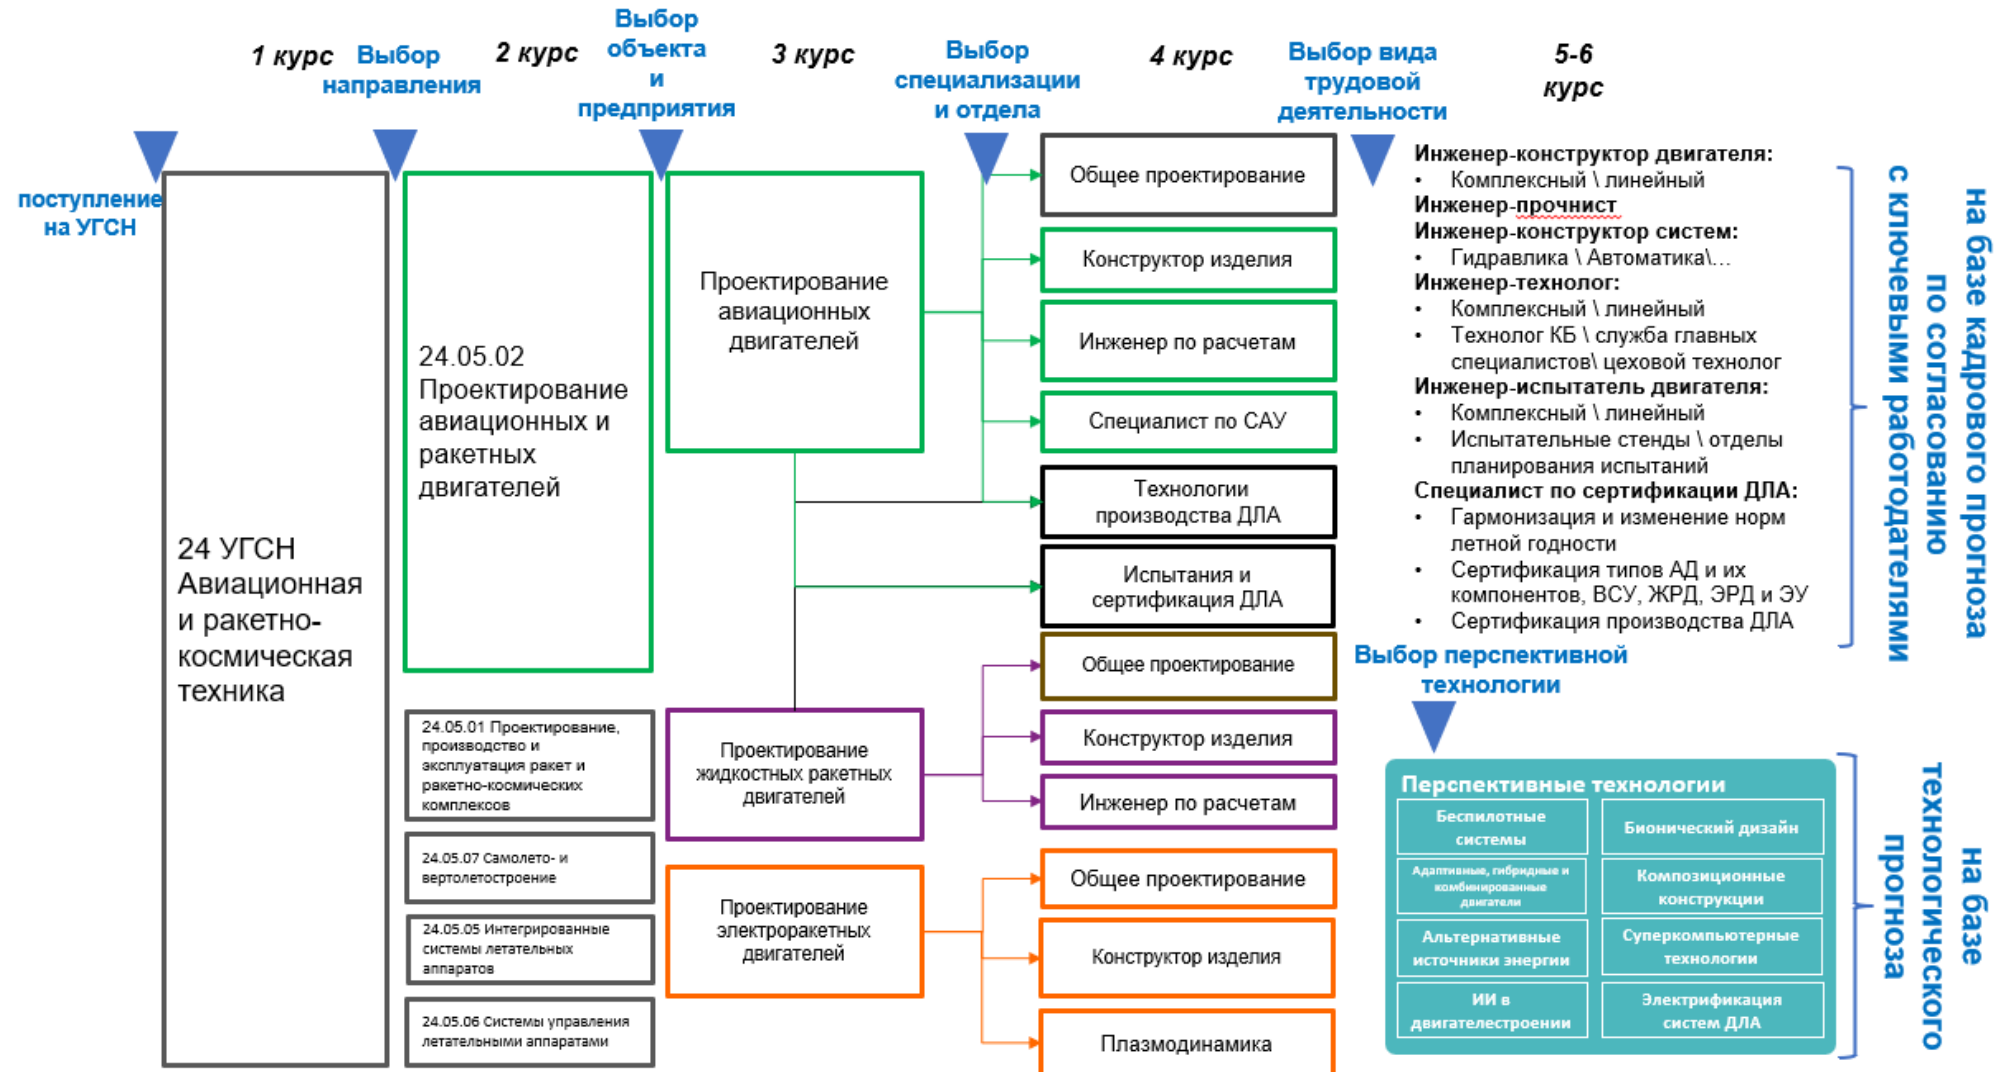 1 курс
Выбор
направления
2 курс
Выбор
объекта
и
предприятия
3 курс
Выбор
специализации
и отдела
4 курс
Выбор вида
трудовой
деятельности
5-6
курс
поступление
на УГСН
24 УГСН
Авиационная
и ракетно-
космическая
техника
24.05.02
Проектирование
авиационных и
ракетных
двигателей
24.05.01 Проектирование,
производство и
эксплуатация ракет и
ракетно-космических
комплексов
24.05.07 Самолето- и
вертолетостроение
24.05.05 Интегрированные
системы летательных
аппаратов
24.05.06 Системы управления
летательными аппаратами
Проектирование
авиационных
двигателей
Проектирование
жидкостных ракетных
двигателей
Проектирование
электроракетных
двигателей
Общее проектирование
Конструктор изделия
Инженер по расчетам
Специалист по САУ
Технологии
производства ДЛА
Испытания и
сертификация ДЛА
Общее проектирование
Конструктор изделия
Инженер по расчетам
Общее проектирование
Конструктор изделия
Плазмодинамика
Инженер-конструктор двигателя:
• Комплексный \ линейный
Инженер-прочнист
Инженер-конструктор систем:
• Гидравлика \ Автоматика\...
Инженер-технолог:
• Комплексный \ линейный
• Технолог КБ \ служба главных
специалистов\ цеховой технолог
Инженер-испытатель двигателя:
• Комплексный \ линейный
• Испытательные стенды \ отделы
планирования испытаний
Специалист по сертификации ДЛА:
• Гармонизация и изменение норм
летной годности
• Сертификация типов АД и их
компонентов, ВСУ, ЖРД, ЭРД и ЭУ
• Сертификация производства ДЛА
Выбор перспективной
технологии
Перспективные технологии
Беспилотные
системы
Бионический дизайн
Адаптивные, гибридные и
комбинированные
двигатели
Композиционные
конструкции
Альтернативные
источники энергии
Суперкомпьютерные
технологии
ИИ в
двигателестроении
Электрификация
систем ДЛА
на базе кадрового прогноза
по согласованию
с ключевыми работодателями
на базе
технологического
прогноза